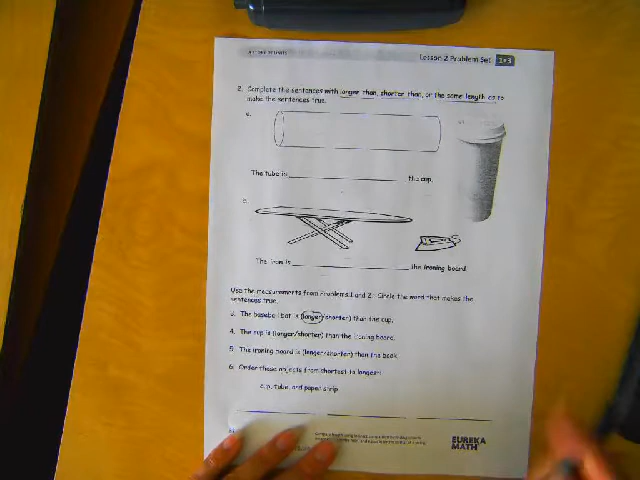 Lesson 2 Problem Set 1•3
2. Complete the sentences with longer than, shorter than, or the same length as to
make the sentences true.
The tube is ____________ the cup.
The iron is ____________ the ironing board.
Use the measurements from Problems 1 and 2. Circle the word that makes the
sentences true.
3. The baseball bat is (longer/shorter) than the cup.
4. The cup is (longer/shorter) than the ironing board.
5. The ironing board is (longer/shorter) than the book.
6. Order these objects from shortest to longest:
cup, tube, and paper strip
EUREKA
MATH